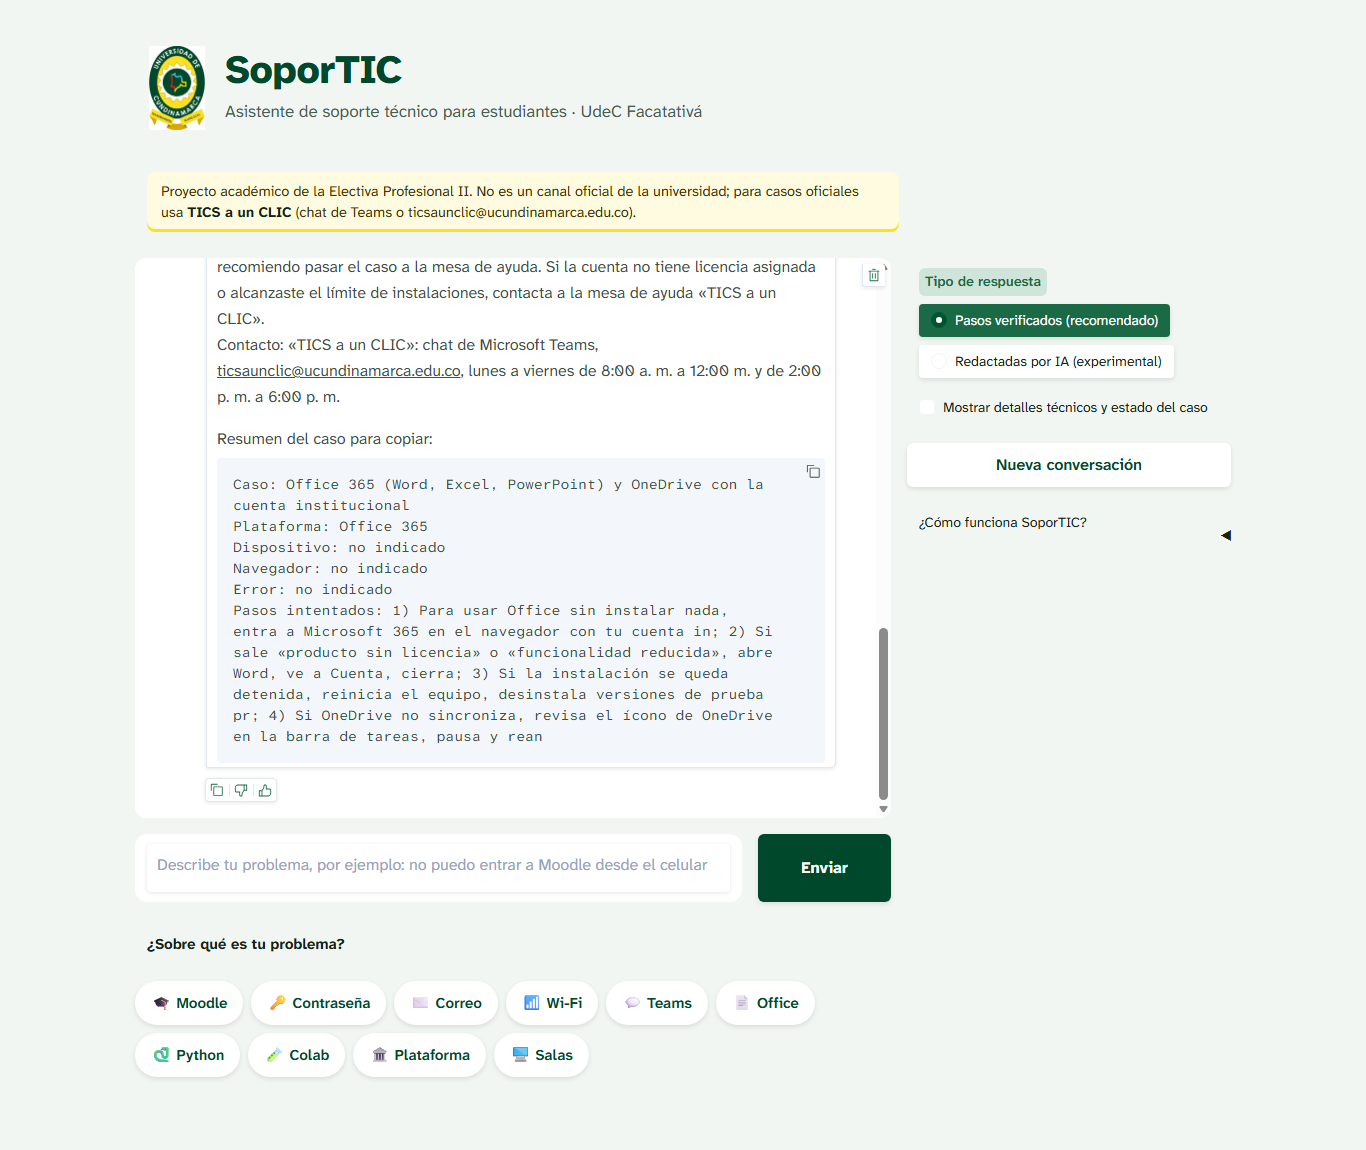 UNIVERSIDAD DE
CUNDINAMARCA
SoporTIC
Asistente de soporte técnico para estudiantes · UdeC Facatativá
Proyecto académico de la Electiva Profesional II. No es un canal oficial de la universidad; para casos oficiales
usa TICS a un CLIC (chat de Teams o ticsaunclic@ucundinamarca.edu.co).
recomiendo pasar el caso a la mesa de ayuda. Si la cuenta no tiene licencia asignada
o alcanzaste el límite de instalaciones, contacta a la mesa de ayuda «TICS a un
CLIC».
Contacto: «TICS a un CLIC»: chat de Microsoft Teams,
ticsaunclic@ucundinamarca.edu.co, lunes a viernes de 8:00 a. m. a 12:00 m. y de 2:00
p. m. a 6:00 p. m.
Resumen del caso para copiar:
Caso: Office 365 (Word, Excel, PowerPoint) y OneDrive con la
cuenta institucional
Plataforma: Office 365
Dispositivo: no indicado
Navegador: no indicado
Error: no indicado
Pasos intentados: 1) Para usar Office sin instalar nada,
entra a Microsoft 365 en el navegador con tu cuenta in; 2) Si
sale «producto sin licencia» o «funcionalidad reducida», abre
Word, ve a Cuenta, cierra; 3) Si la instalación se queda
detenida, reinicia el equipo, desinstala versiones de prueba
pr; 4) Si OneDrive no sincroniza, revisa el ícono de OneDrive
en la barra de tareas, pausa y rean
Describe tu problema, por ejemplo: no puedo entrar a Moodle desde el celular
Enviar
¿Sobre qué es tu problema?
Moodle
Contraseña
Correo
Wi-Fi
Teams
Office
Python
Colab
Plataforma
Salas
Tipo de respuesta
Pasos verificados (recomendado)
Redactadas por IA (experimental)
Mostrar detalles técnicos y estado del caso
Nueva conversación
¿Cómo funciona SoporTIC?